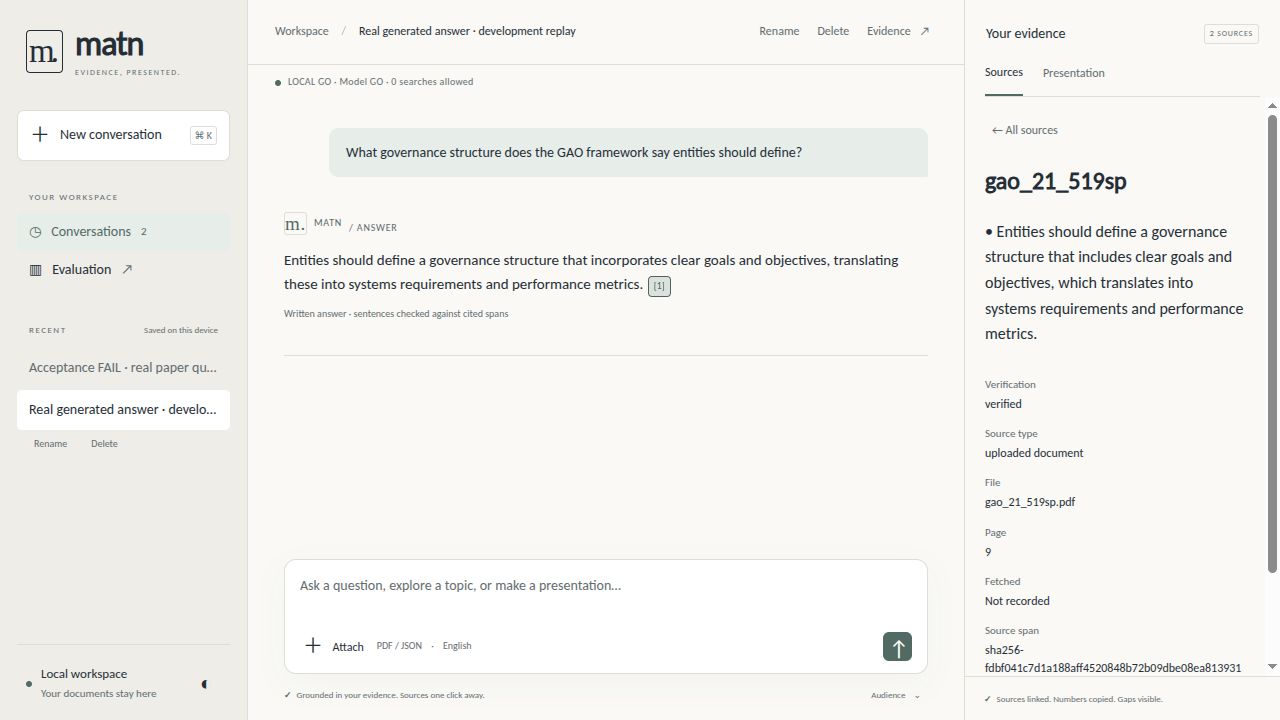 m.
matn
EVIDENCE, PRESENTED.
New conversation
⌘ K
YOUR WORKSPACE
Conversations 2
Evaluation ↗
RECENT
Saved on this device
Acceptance FAIL · real paper qu...
Real generated answer · develo...
Rename Delete
Local workspace
Your documents stay here
Workspace / Real generated answer · development replay
Rename Delete Evidence ↗
LOCAL GO · Model GO · 0 searches allowed
What governance structure does the GAO framework say entities should define?
m. MATN / ANSWER
Entities should define a governance structure that incorporates clear goals and objectives, translating
these into systems requirements and performance metrics. [1]
Written answer · sentences checked against cited spans
Ask a question, explore a topic, or make a presentation...
Attach PDF / JSON · English
✓ Grounded in your evidence. Sources one click away.
Audience
Your evidence
2 SOURCES
Sources Presentation
← All sources
gao_21_519sp
• Entities should define a governance
structure that includes clear goals and
objectives, which translates into
systems requirements and performance
metrics.
Verification
verified
Source type
uploaded document
File
gao_21_519sp.pdf
Page
9
Fetched
Not recorded
Source span
sha256-
fdbf041c7d1a188aff4520848b72b09dbe08ea813931
✓ Sources linked. Numbers copied. Gaps visible.